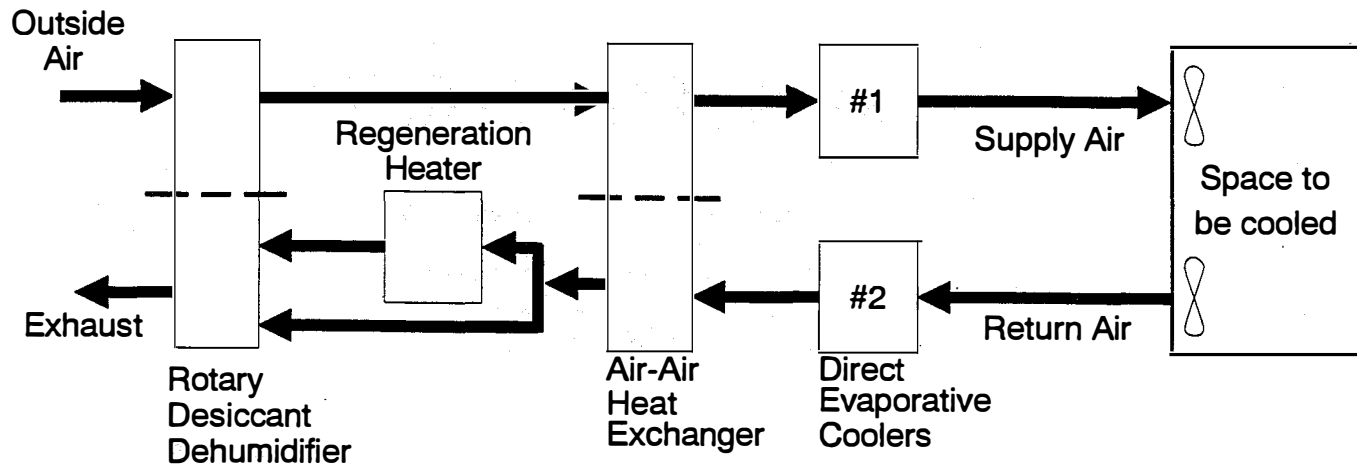 Outside
Air
Regeneration
Heater
#1
Supply Air
Space to
be cooled
#2
Return Air
Exhaust
Rotary
Desiccant
Dehumidifier
Air-Air
Heat
Exchanger
Direct
Evaporative
Coolers